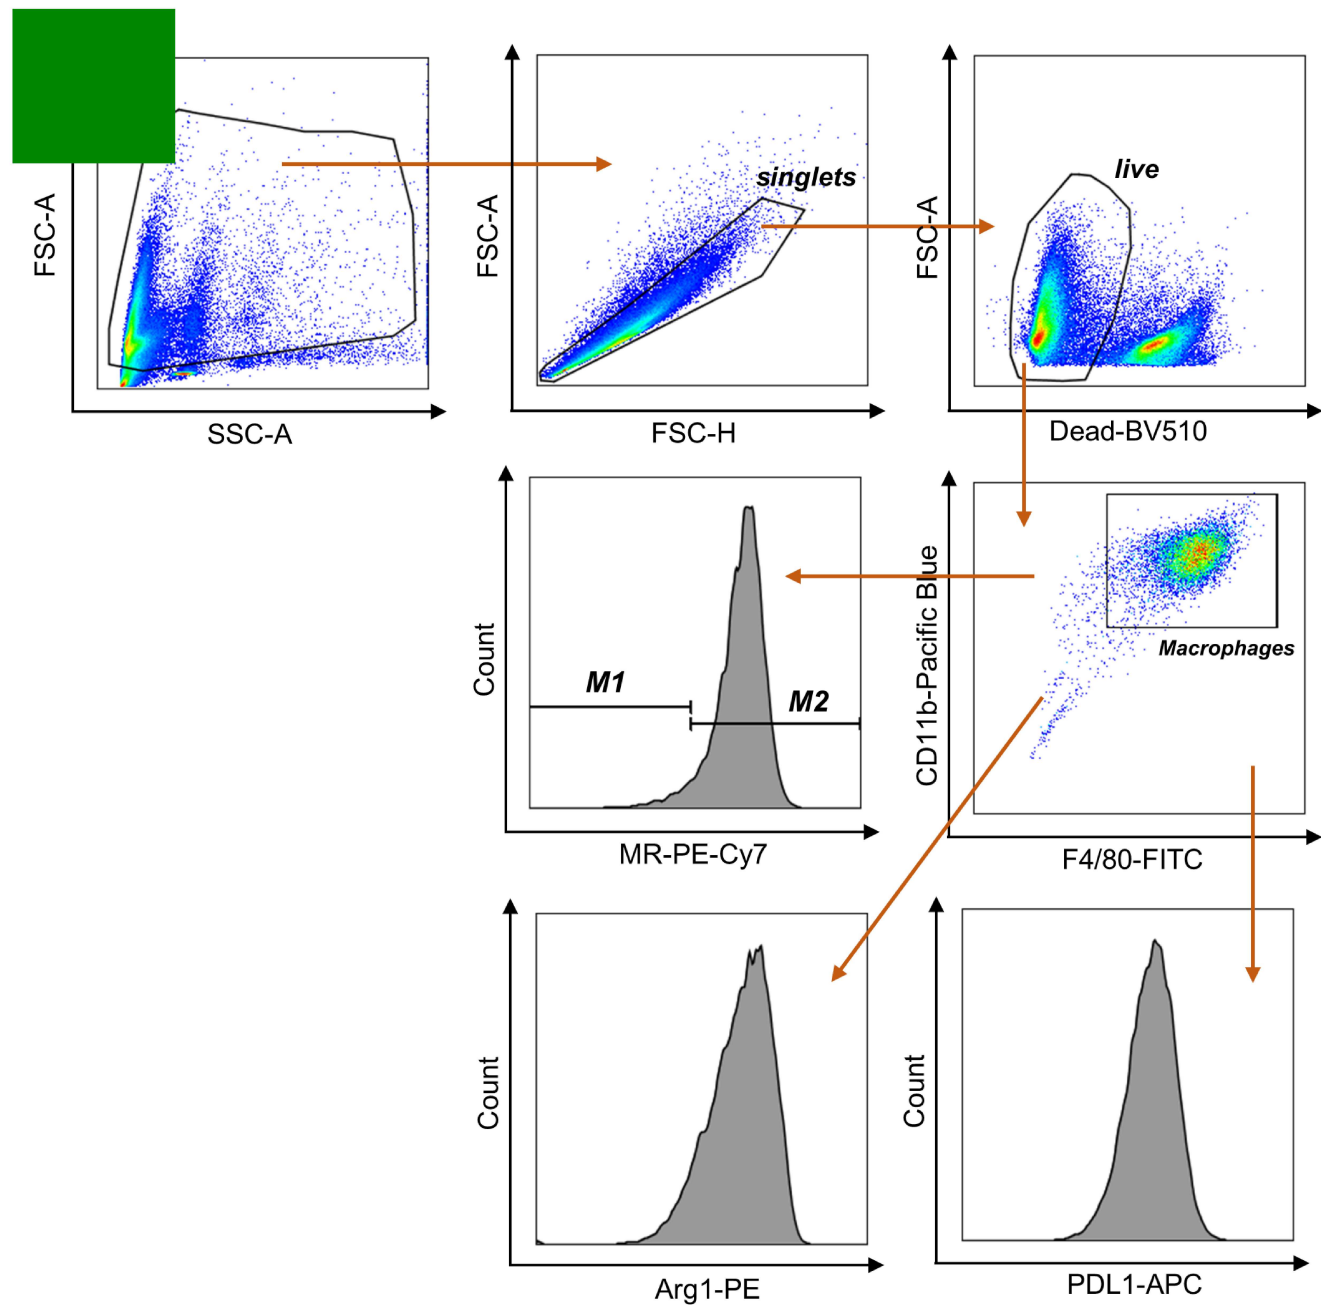 FSC-A
SSC-A
FSC-A
singlets
FSC-H
FSC-A
live
Dead-BV510
Count
M1
M2
MR-PE-Cy7
CD11b-Pacific Blue
Macrophages
F4/80-FITC
Count
Arg1-PE
Count
PDL1-APC